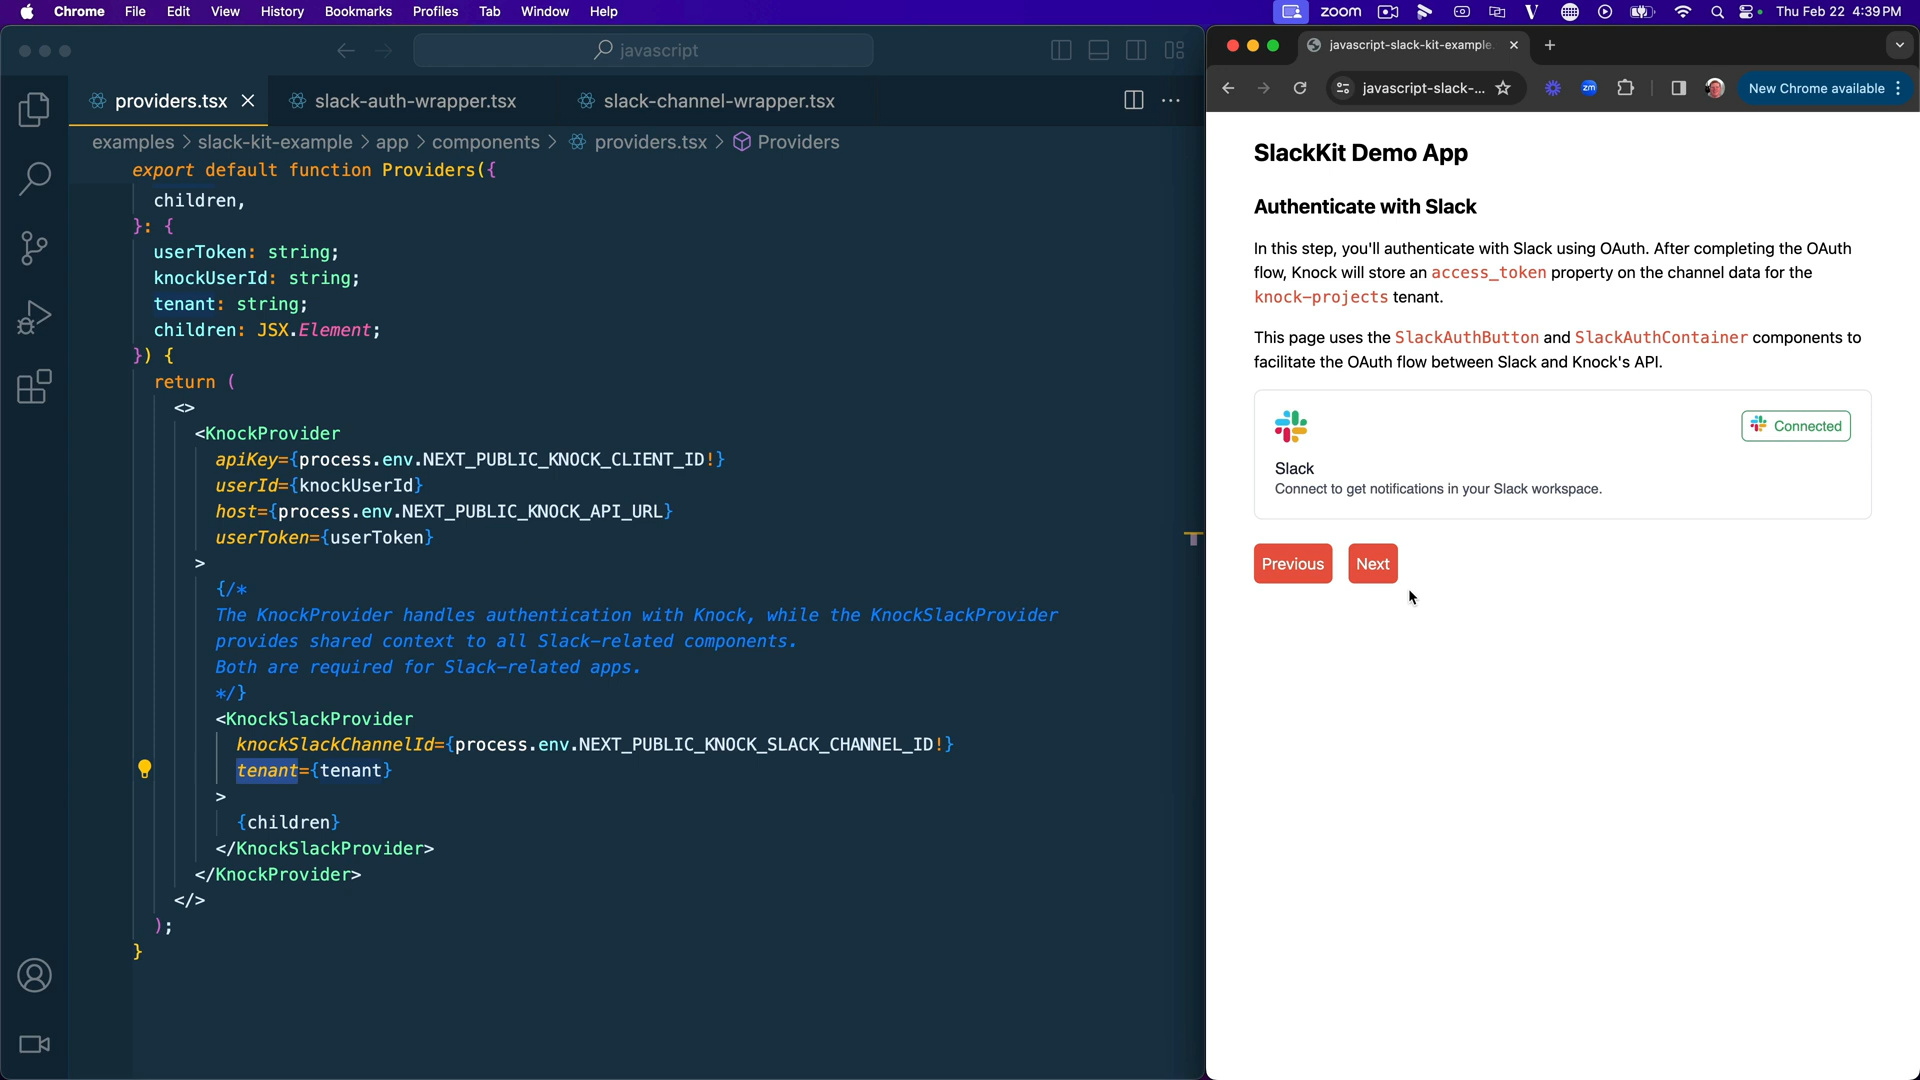 Chrome File Edit View History Bookmarks Profiles Tab Window Help
zoom V Thu Feb 22 4:39 PM
javascript
providers.tsx slack-auth-wrapper.tsx slack-channel-wrapper.tsx
examples > slack-kit-example > app > components > providers.tsx > Providers
export default function Providers({
children,
}: {
userToken: string;
knockUserId: string;
tenant: string;
children: JSX.Element;
}) {
return (
<>
<KnockProvider
apiKey={process.env.NEXT_PUBLIC_KNOCK_CLIENT_ID!}
userId={knockUserId}
host={process.env.NEXT_PUBLIC_KNOCK_API_URL}
userToken={userToken}
>
{/*
The KnockProvider handles authentication with Knock, while the KnockSlackProvider
provides shared context to all Slack-related components.
Both are required for Slack-related apps.
*/}
<KnockSlackProvider
knockSlackChannelId={process.env.NEXT_PUBLIC_KNOCK_SLACK_CHANNEL_ID!}
tenant={tenant}
>
{children}
</KnockSlackProvider>
</KnockProvider>
</>
);
}
javascript-slack-kit-example
javascript-slack-... zm New Chrome available
SlackKit Demo App
Authenticate with Slack
In this step, you'll authenticate with Slack using OAuth. After completing the OAuth
flow, Knock will store an access_token property on the channel data for the
knock-projects tenant.
This page uses the SlackAuthButton and SlackAuthContainer components to
facilitate the OAuth flow between Slack and Knock's API.
Connected
Slack
Connect to get notifications in your Slack workspace.
Previous Next